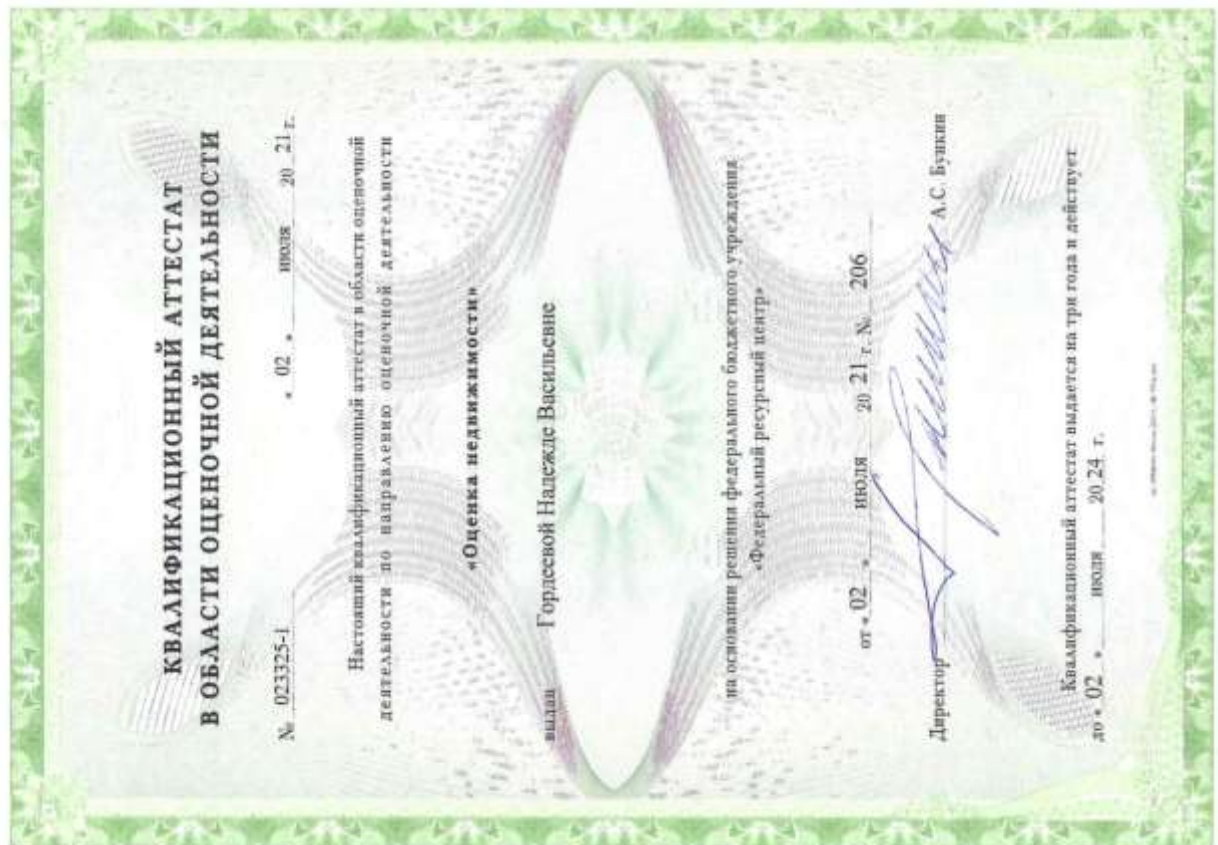 КВАЛИФИКАЦИОННЫЙ АТТЕСТАТ
В ОБЛАСТИ ОЦЕНОЧНОЙ ДЕЯТЕЛЬНОСТИ
№ 023325-1 « 02 » июля 20 21 г.
Настоящий квалификационный аттестат в области оценочной
деятельности по направлению оценочной деятельности
«Оценка недвижимости»
выдан Гордеевой Надежде Васильевне
на основании решения федерального бюджетного учреждения
«Федеральный ресурсный центр»
от « 02 » июля 20 21 г. № 206
Директор А.С. Бункин
Квалификационный аттестат выдается на три года и действует
до « 02 » июля 20 24 г.